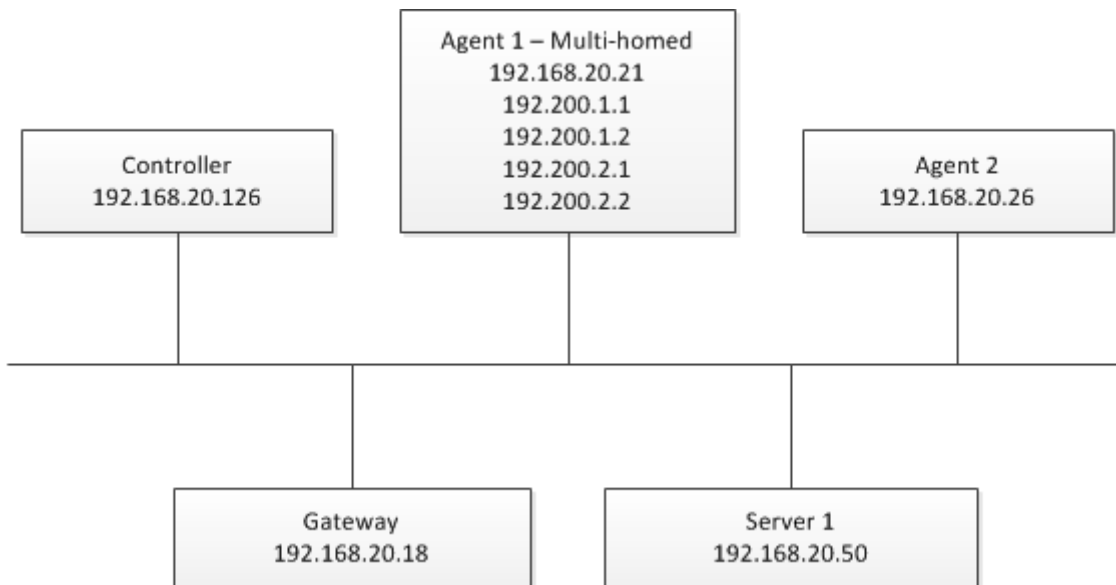 Agent 1 – Multi-homed
192.168.20.21
192.200.1.1
192.200.1.2
192.200.2.1
192.200.2.2
Controller
192.168.20.126
Agent 2
192.168.20.26
Gateway
192.168.20.18
Server 1
192.168.20.50